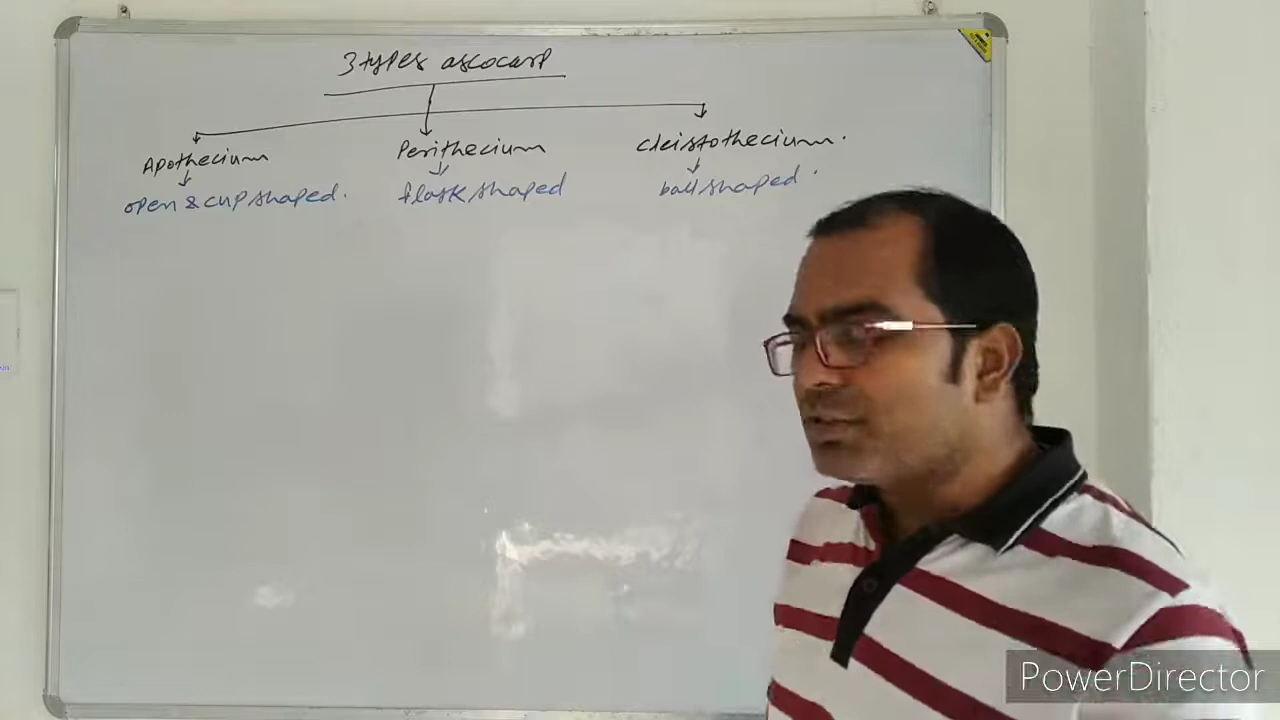 3 types ascocarp
Apothecium Perithecium Cleistothecium.
open & cup shaped. flask shaped ball shaped.
PowerDirector